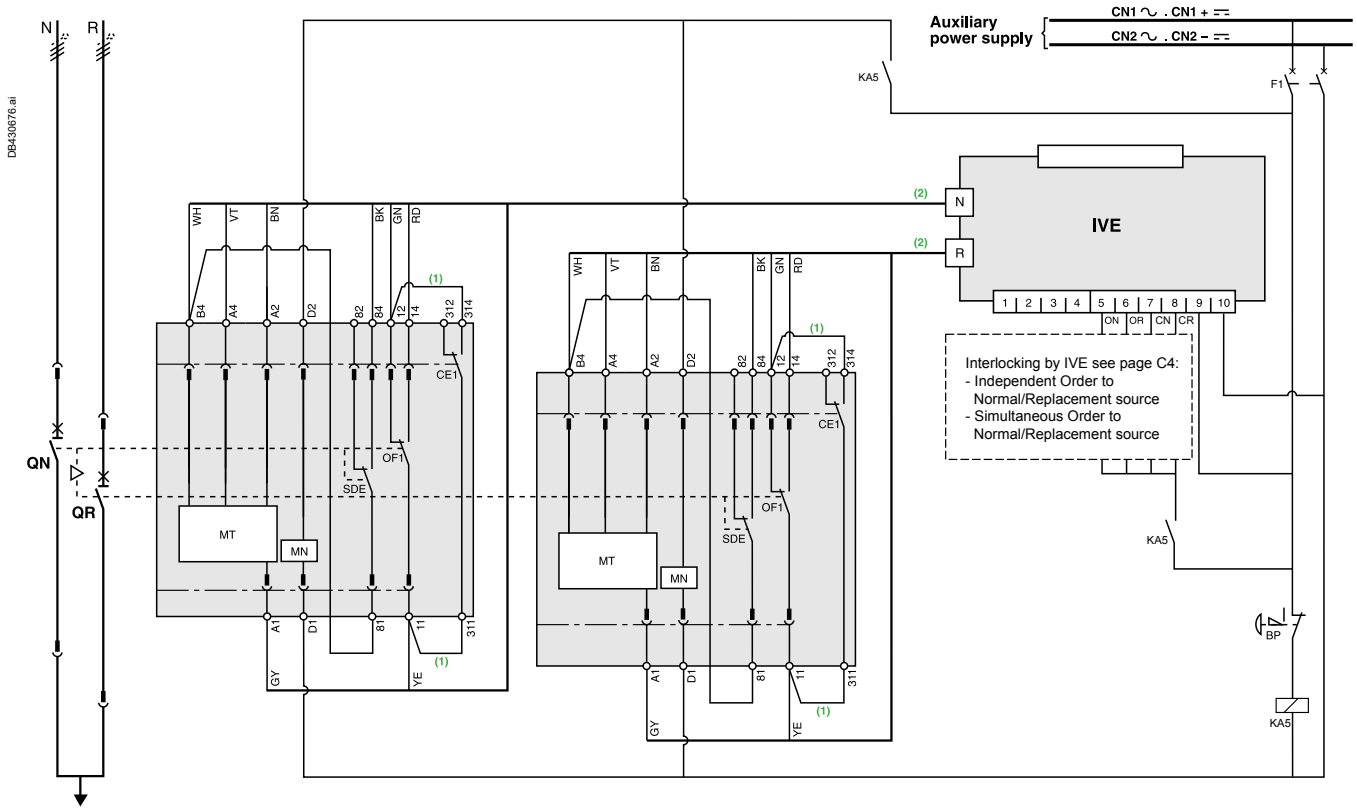 DB430676.ai
N
R
Auxiliary
power supply
CN1 ∿ . CN1 + ⎓
CN2 ∿ . CN2 – ⎓
KA5
F1
(2)
N
(2)
R
IVE
1 2 3 4 5 6 7 8 9 10
ON OR CN CR
Interlocking by IVE see page C4:
- Independent Order to
Normal/Replacement source
- Simultaneous Order to
Normal/Replacement source
KA5
BP
KA5
QN
QR
WH VT BN BK GN RD
(1)
B4 A4 A2 D2 82 84 12 14 312 314
CE1
OF1
SDE
MT
MN
A1 D1 81 11 311
(1)
GY YE
WH VT BN BK GN RD
(1)
B4 A4 A2 D2 82 84 12 14 312 314
CE1
OF1
SDE
MT
MN
A1 D1 81 11 311
(1)
GY YE